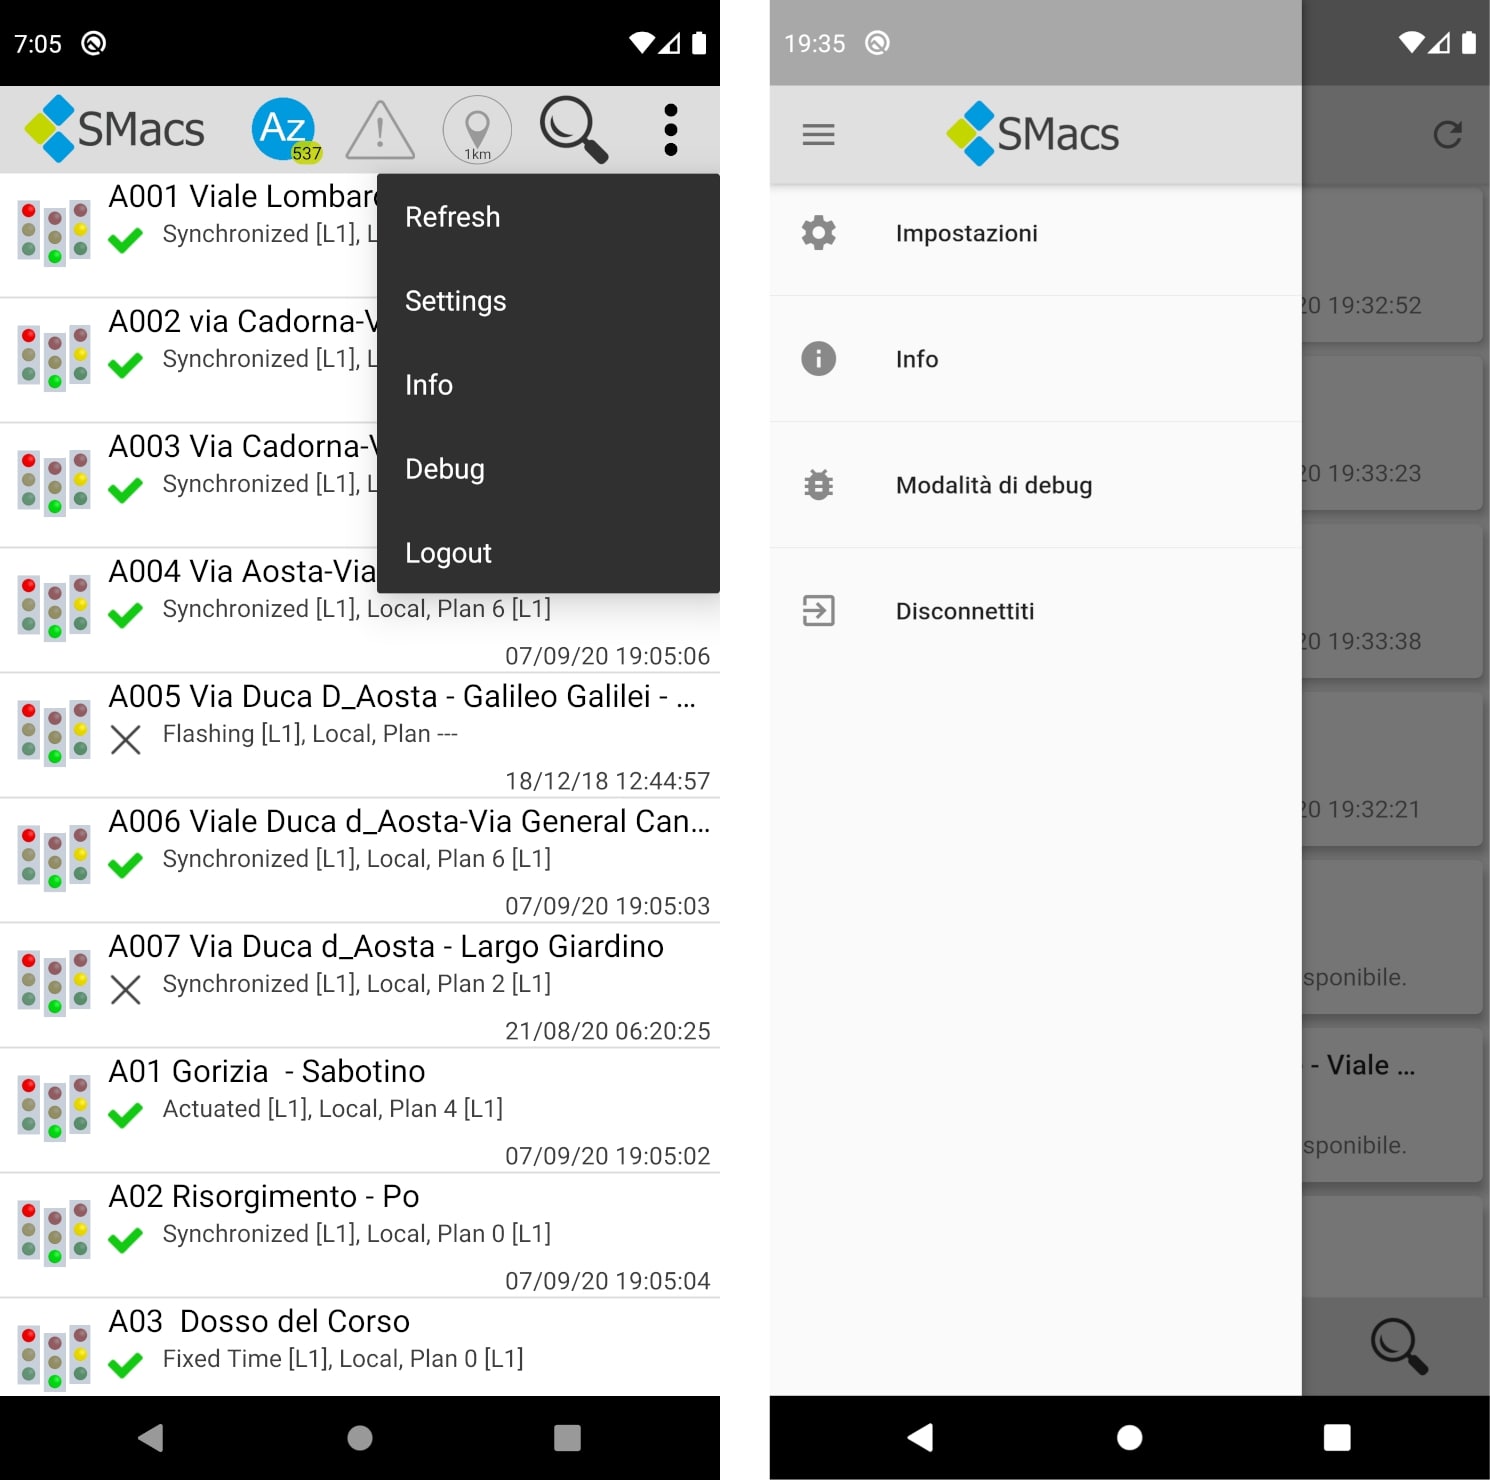 7:05
SMacs
Az
537
1km
A001 Viale Lombar
Synchronized [L1], L
A002 via Cadorna-V
Synchronized [L1], L
A003 Via Cadorna-V
Synchronized [L1], L
A004 Via Aosta-Via
Synchronized [L1], Local, Plan 6 [L1]
07/09/20 19:05:06
A005 Via Duca D_Aosta - Galileo Galilei - ...
Flashing [L1], Local, Plan ---
18/12/18 12:44:57
A006 Viale Duca d_Aosta-Via General Can...
Synchronized [L1], Local, Plan 6 [L1]
07/09/20 19:05:03
A007 Via Duca d_Aosta - Largo Giardino
Synchronized [L1], Local, Plan 2 [L1]
21/08/20 06:20:25
A01 Gorizia  - Sabotino
Actuated [L1], Local, Plan 4 [L1]
07/09/20 19:05:02
A02 Risorgimento - Po
Synchronized [L1], Local, Plan 0 [L1]
07/09/20 19:05:04
A03  Dosso del Corso
Fixed Time [L1], Local, Plan 0 [L1]
Refresh
Settings
Info
Debug
Logout
19:35
SMacs
Impostazioni
Info
Modalità di debug
Disconnettiti
20 19:32:52
20 19:33:23
20 19:33:38
20 19:32:21
sponibile.
- Viale ...
sponibile.